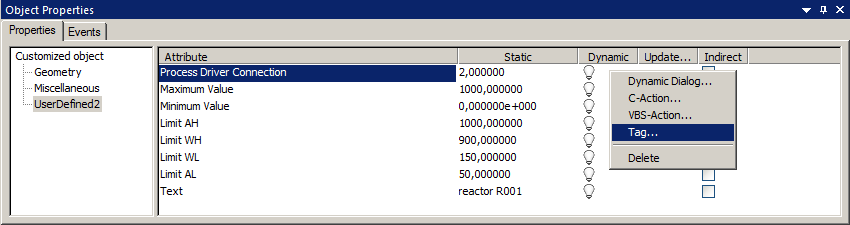 Object Properties
Properties Events
Customized object
Geometry
Miscellaneous
UserDefined2
Attribute Static Dynamic Update... Indirect
Process Driver Connection 2,000000
Maximum Value 1000,000000
Minimum Value 0,000000e+000
Limit AH 1000,000000
Limit WH 900,000000
Limit WL 150,000000
Limit AL 50,000000
Text reactor R001
Dynamic Dialog...
C-Action...
VBS-Action...
Tag...
Delete